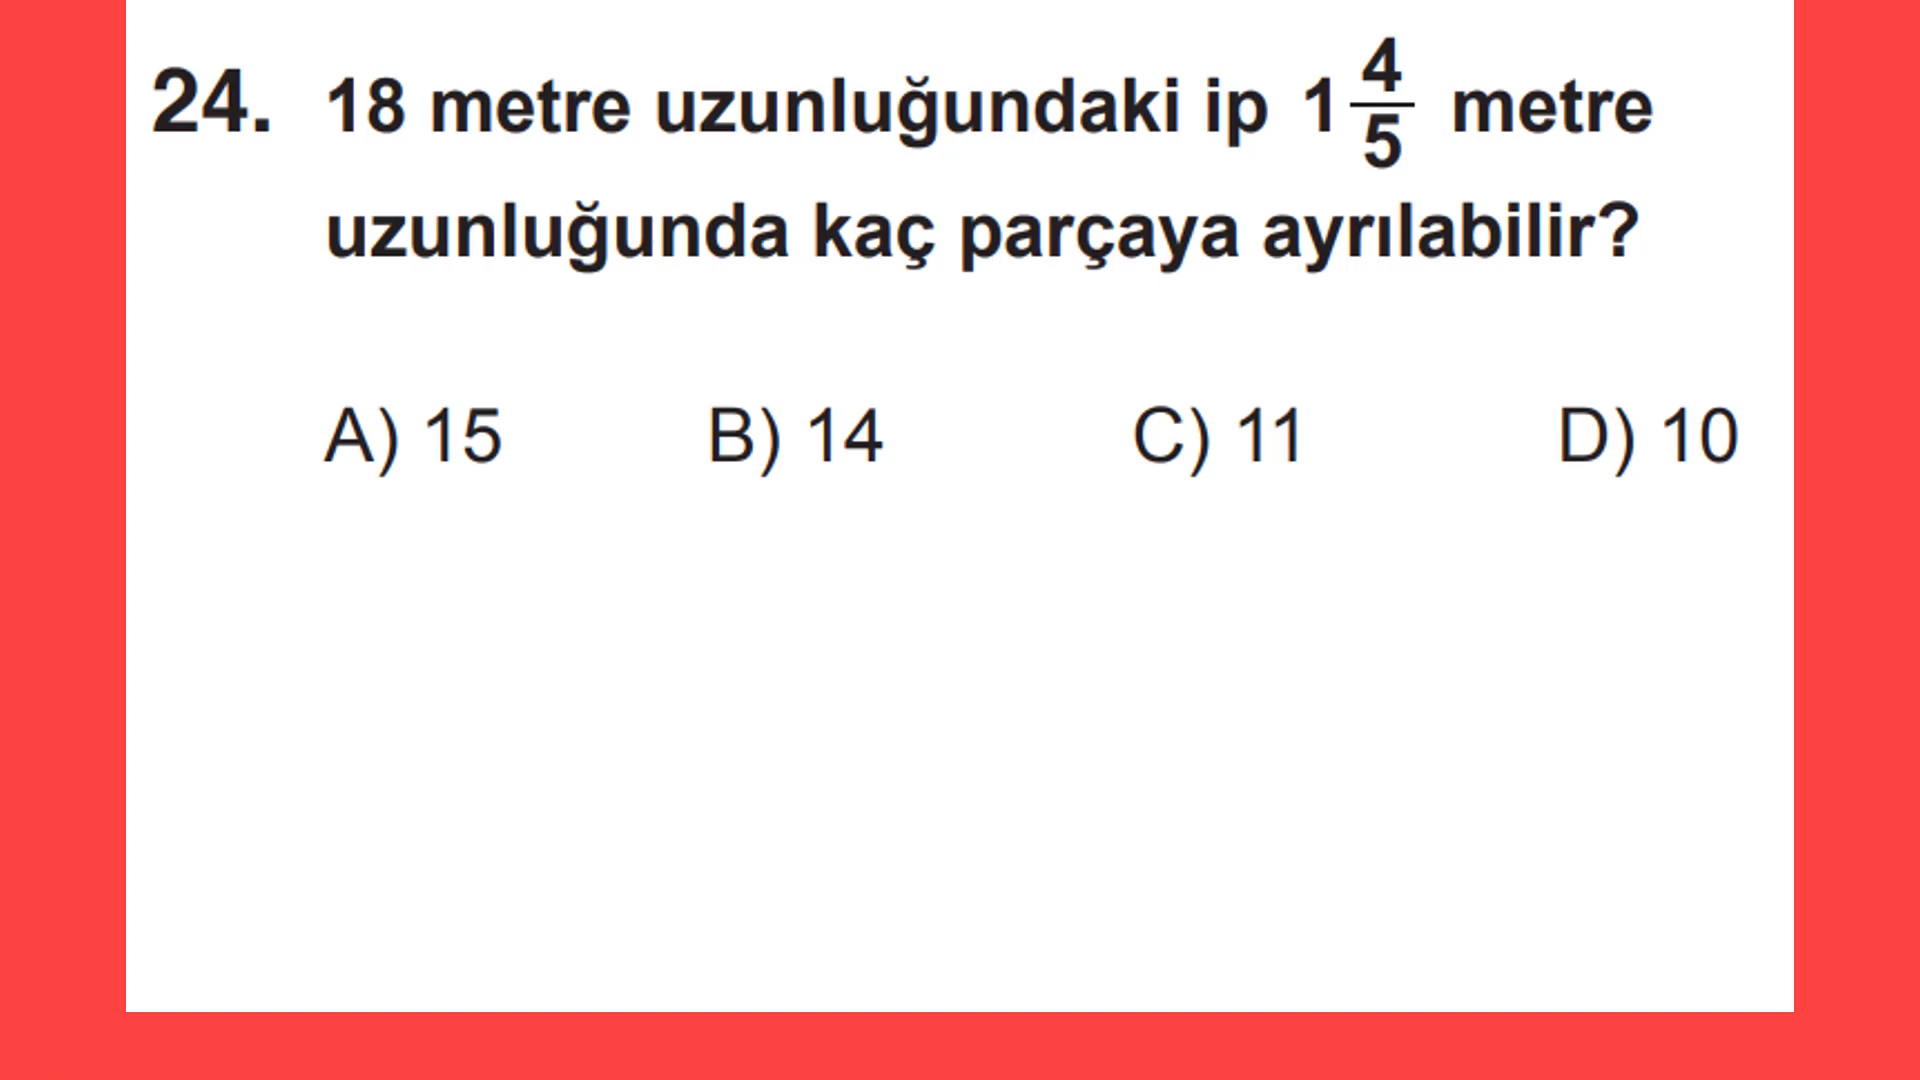 24. 18 metre uzunluğundaki ip 1 4/5 metre
uzunluğunda kaç parçaya ayrılabilir?
A) 15 B) 14 C) 11 D) 10